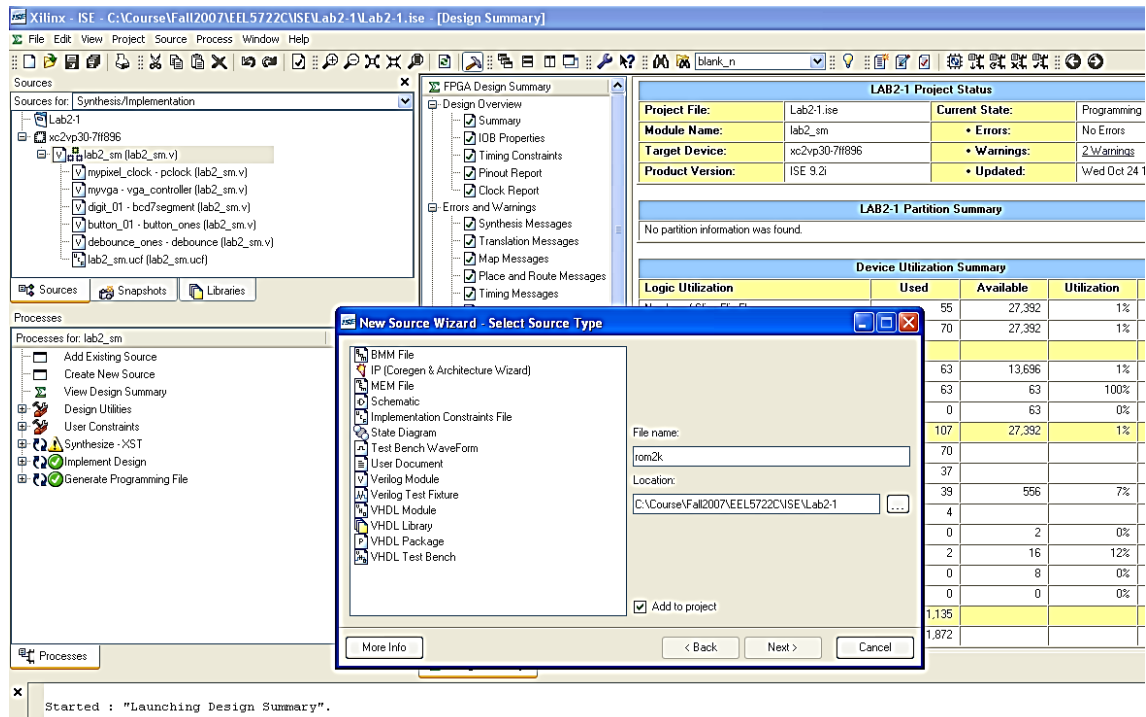 Xilinx - ISE - C:\Course\Fall2007\EEL5722C\ISE\Lab2-1\Lab2-1.ise - [Design Summary]
File Edit View Project Source Process Window Help
blank_n
Sources
Sources for: Synthesis/Implementation
Lab2-1
xc2vp30-7ff896
lab2_sm (lab2_sm.v)
mypixel_clock - pclock (lab2_sm.v)
myvga - vga_controller (lab2_sm.v)
digit_01 - bcd7segment (lab2_sm.v)
button_01 - button_ones (lab2_sm.v)
debounce_ones - debounce (lab2_sm.v)
lab2_sm.ucf (lab2_sm.ucf)
Sources Snapshots Libraries
Processes
Processes for: lab2_sm
Add Existing Source
Create New Source
View Design Summary
Design Utilities
User Constraints
Synthesize - XST
Implement Design
Generate Programming File
Processes
FPGA Design Summary
Design Overview
Summary
IOB Properties
Timing Constraints
Pinout Report
Clock Report
Errors and Warnings
Synthesis Messages
Translation Messages
Map Messages
Place and Route Messages
Timing Messages
LAB2-1 Project Status
Project File: Lab2-1.ise Current State: Programming
Module Name: lab2_sm • Errors: No Errors
Target Device: xc2vp30-7ff896 • Warnings: 2 Warnings
Product Version: ISE 9.2i • Updated: Wed Oct 24 1
LAB2-1 Partition Summary
No partition information was found.
Device Utilization Summary
Logic Utilization Used Available Utilization
55 27,392 1%
70 27,392 1%
63 13,696 1%
63 63 100%
0 63 0%
107 27,392 1%
70
37
39 556 7%
4
0 2 0%
2 16 12%
0 8 0%
0 0 0%
1,135
1,872
New Source Wizard - Select Source Type
BMM File
IP (Coregen & Architecture Wizard)
MEM File
Schematic
Implementation Constraints File
State Diagram
Test Bench WaveForm
User Document
Verilog Module
Verilog Test Fixture
VHDL Module
VHDL Library
VHDL Package
VHDL Test Bench
File name:
rom2k
Location:
C:\Course\Fall2007\EEL5722C\ISE\Lab2-1
...
Add to project
More Info < Back Next > Cancel
Started : "Launching Design Summary".